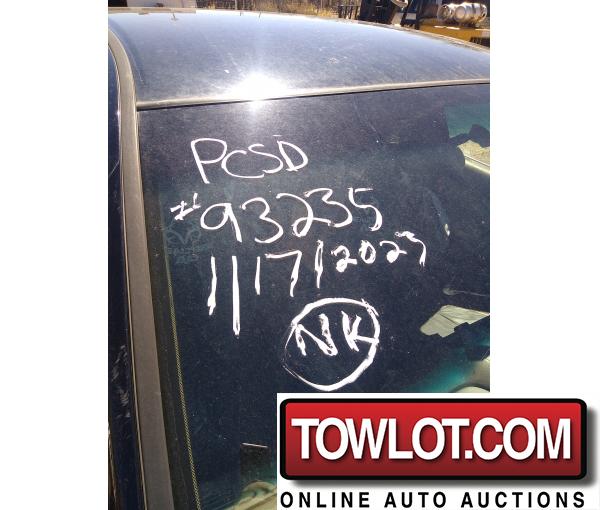 PCSD
#93235
11/7/2023
NK
TOWLOT.COM
ONLINE AUTO AUCTIONS